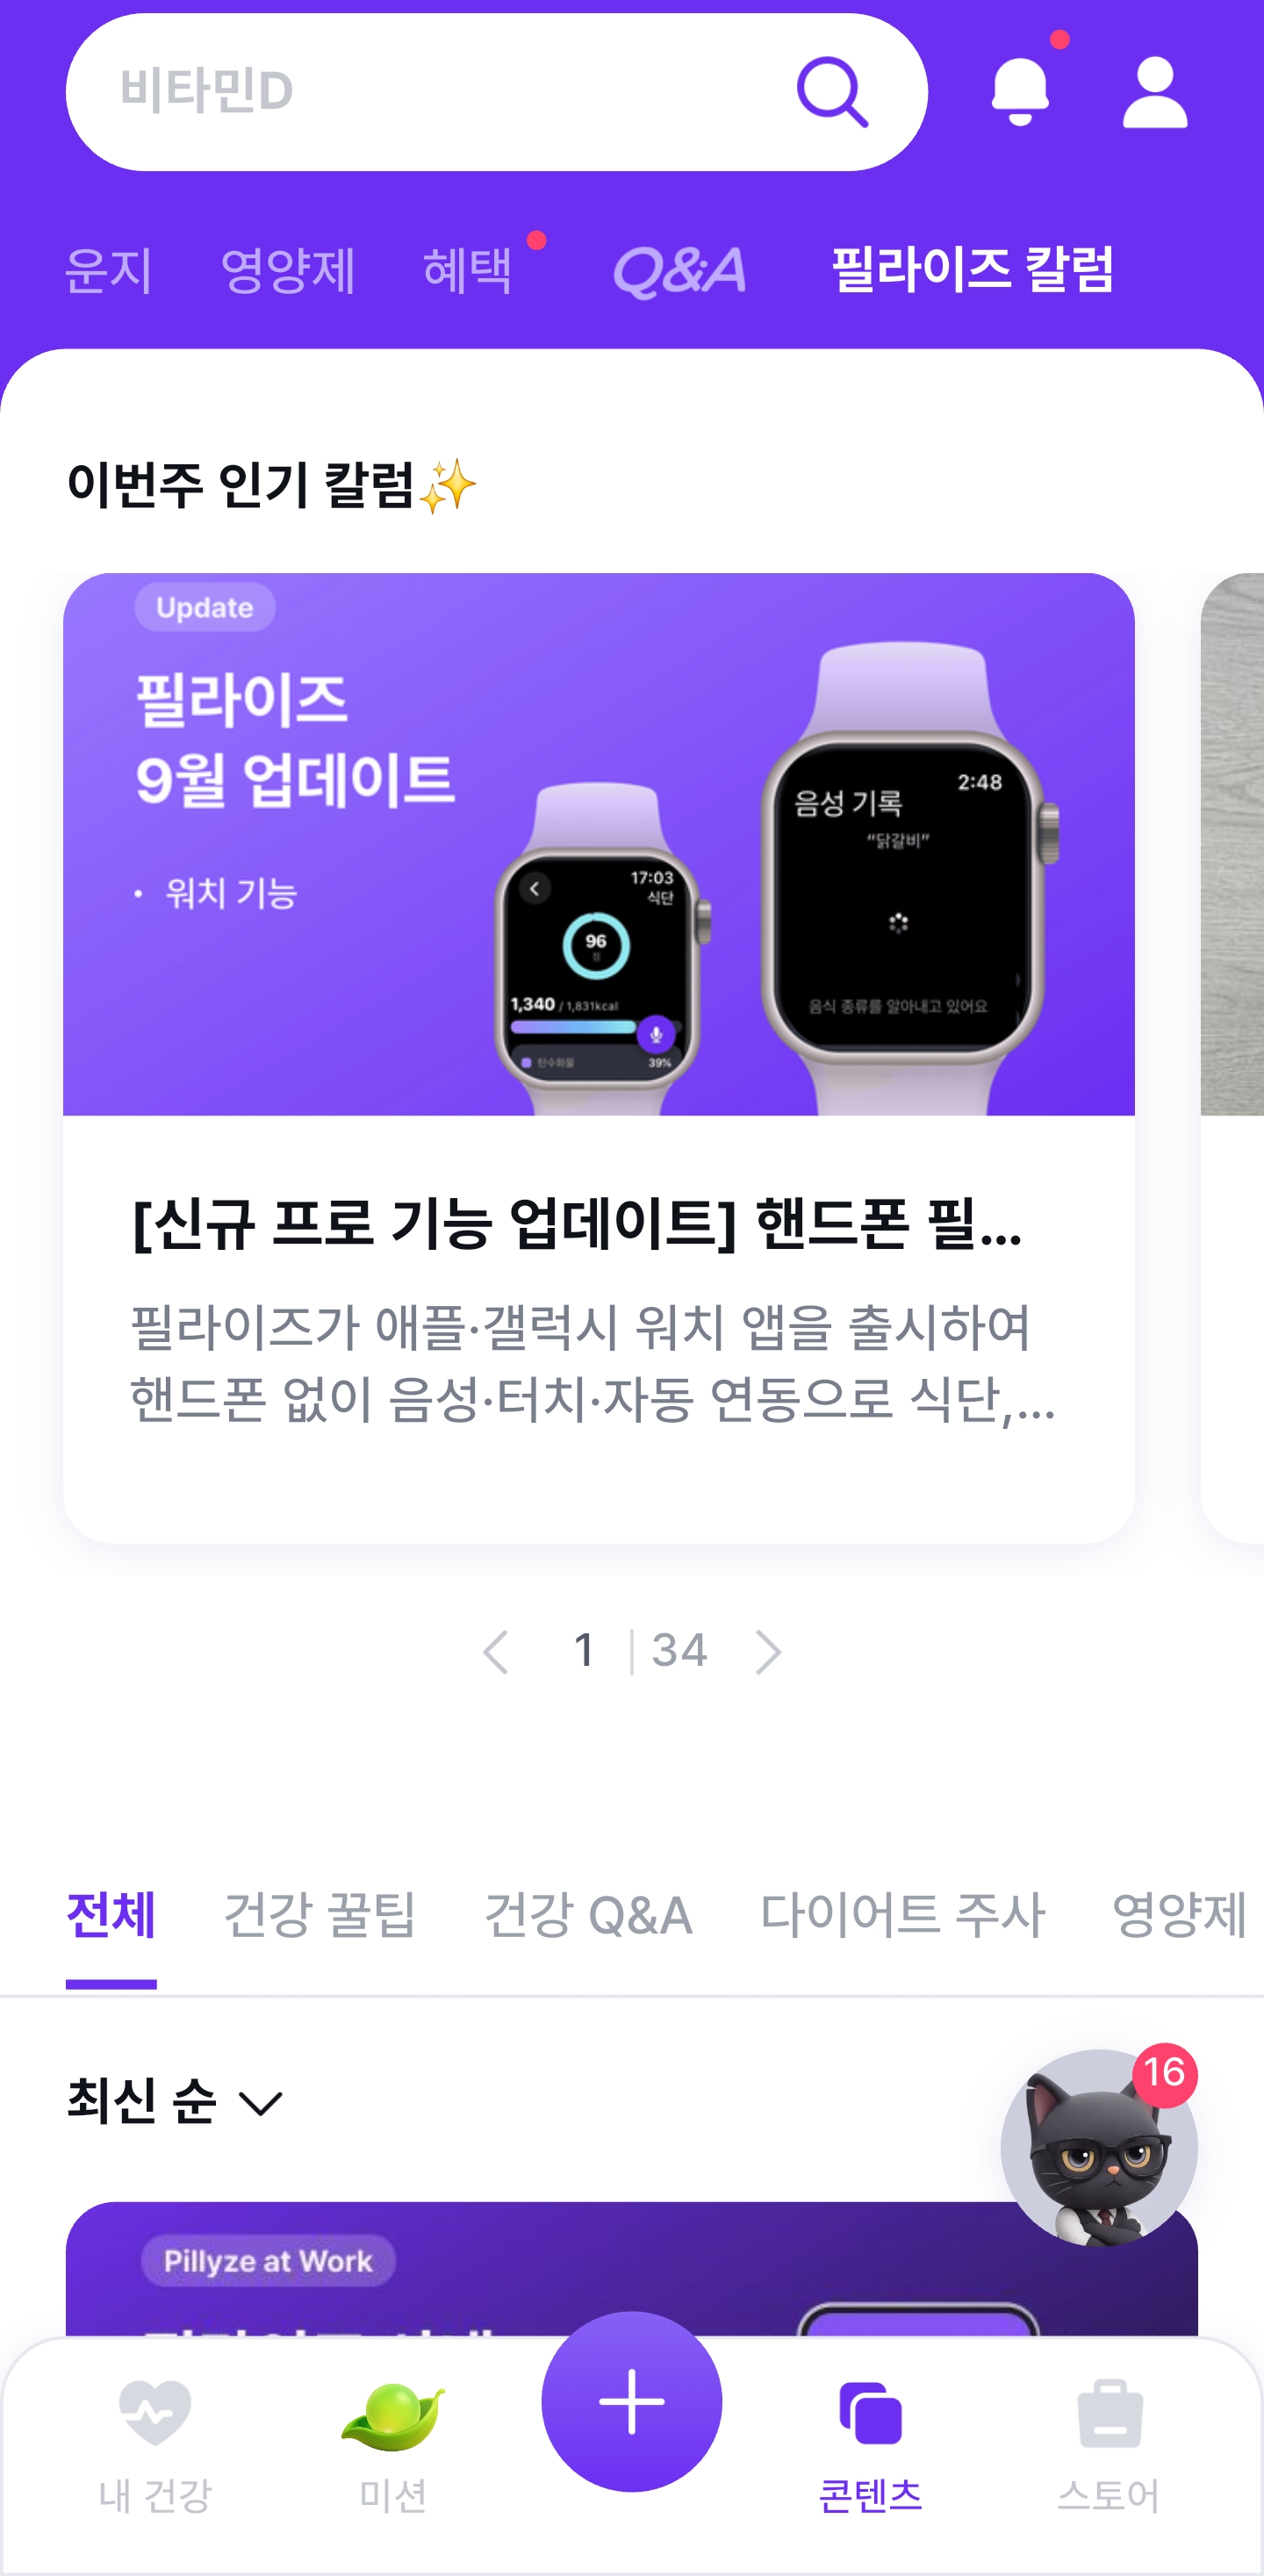 비타민D
운지 영양제 혜택 Q&A 필라이즈 칼럼
이번주 인기 칼럼✨
Update
필라이즈
9월 업데이트
• 워치 기능
17:03
식단
96
점
1,340 / 1,831kcal
탄수화물 39%
2:48
음성 기록
“닭갈비”
음식 종류를 알아내고 있어요
[신규 프로 기능 업데이트] 핸드폰 필...
필라이즈가 애플·갤럭시 워치 앱을 출시하여
핸드폰 없이 음성·터치·자동 연동으로 식단,...
1 | 34
전체 건강 꿀팁 건강 Q&A 다이어트 주사 영양제
최신 순
16
Pillyze at Work
내 건강 미션 콘텐츠 스토어